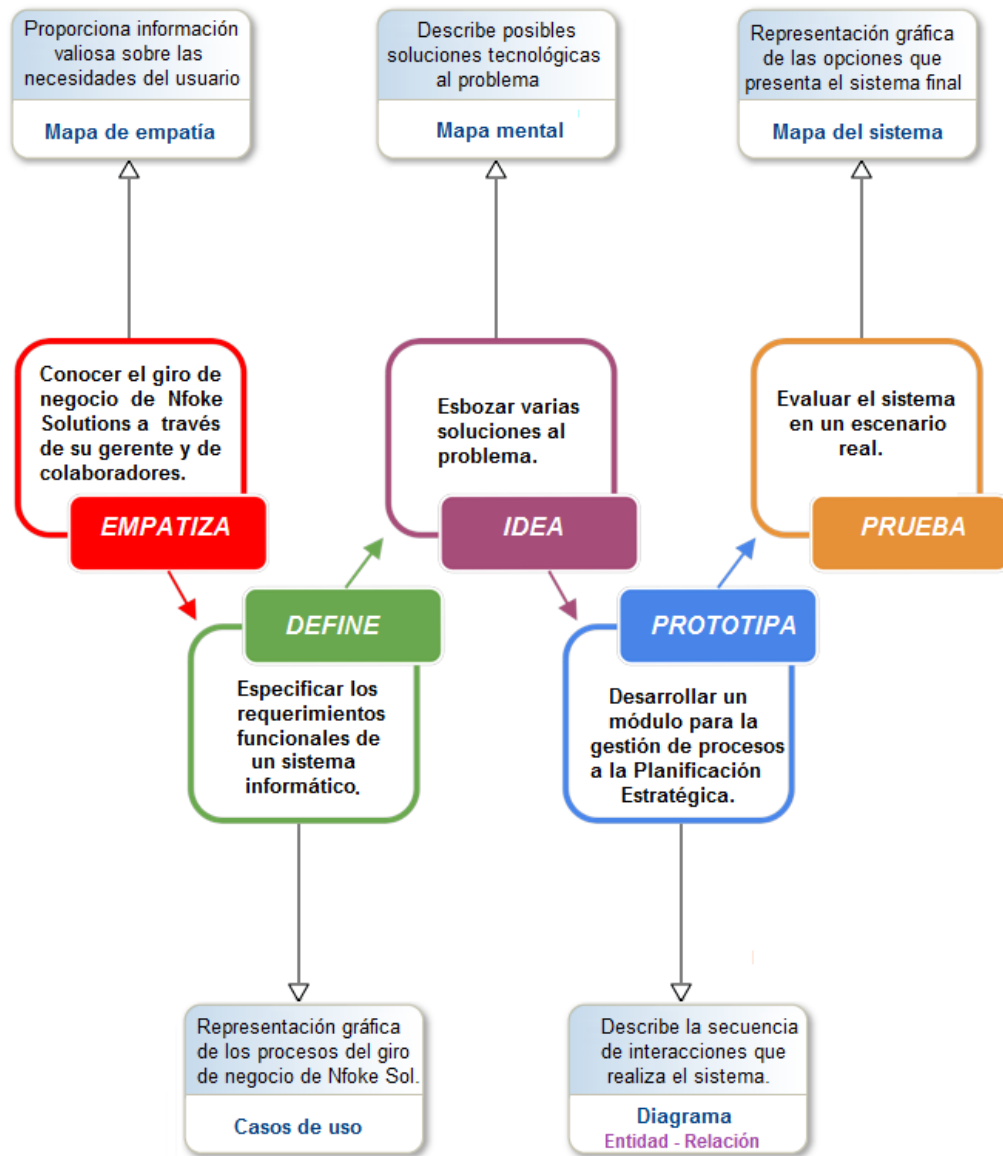 Proporciona información
valiosa sobre las
necesidades del usuario
Mapa de empatía
Describe posibles
soluciones tecnológicas
al problema
Mapa mental
Representación gráfica
de las opciones que
presenta el sistema final
Mapa del sistema
Conocer el giro de
negocio de Nfoke
Solutions a través
de su gerente y de
colaboradores.
EMPATIZA
Esbozar varias
soluciones al
problema.
IDEA
Evaluar el sistema
en un escenario
real.
PRUEBA
DEFINE
Especificar los
requerimientos
funcionales de
un sistema
informático.
PROTOTIPA
Desarrollar un
módulo para la
gestión de procesos
a la Planificación
Estratégica.
Representación gráfica
de los procesos del giro
de negocio de Nfoke Sol.
Casos de uso
Describe la secuencia
de interacciones que
realiza el sistema.
Diagrama
Entidad - Relación